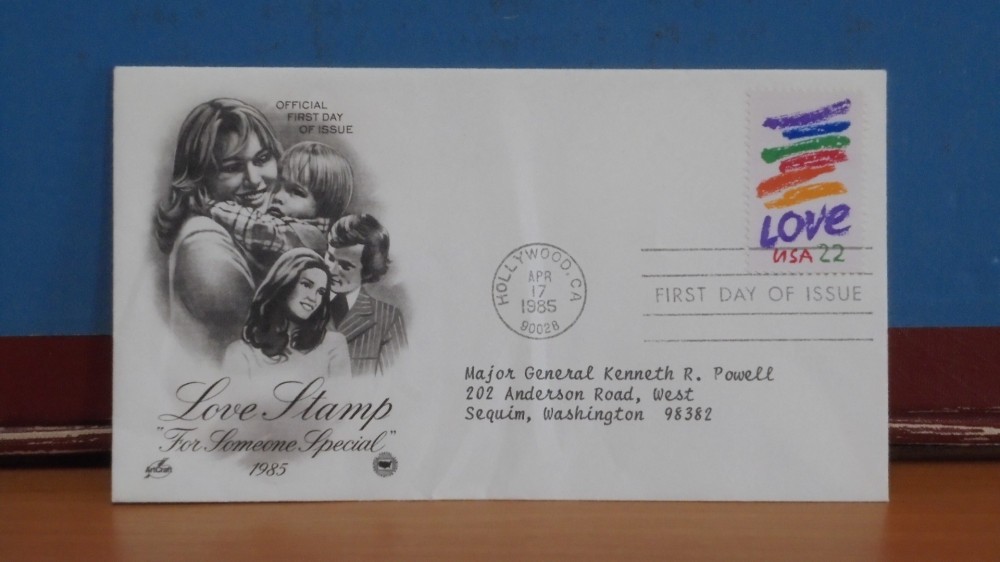 OFFICIAL
FIRST DAY
OF ISSUE
LOVE
USA 22
HOLLYWOOD, CA
APR
17
1985
90028
FIRST DAY OF ISSUE
Major General Kenneth R. Powell
202 Anderson Road, West
Sequim, Washington 98382
Love Stamp
"For Someone Special"
1985
ArtCraft